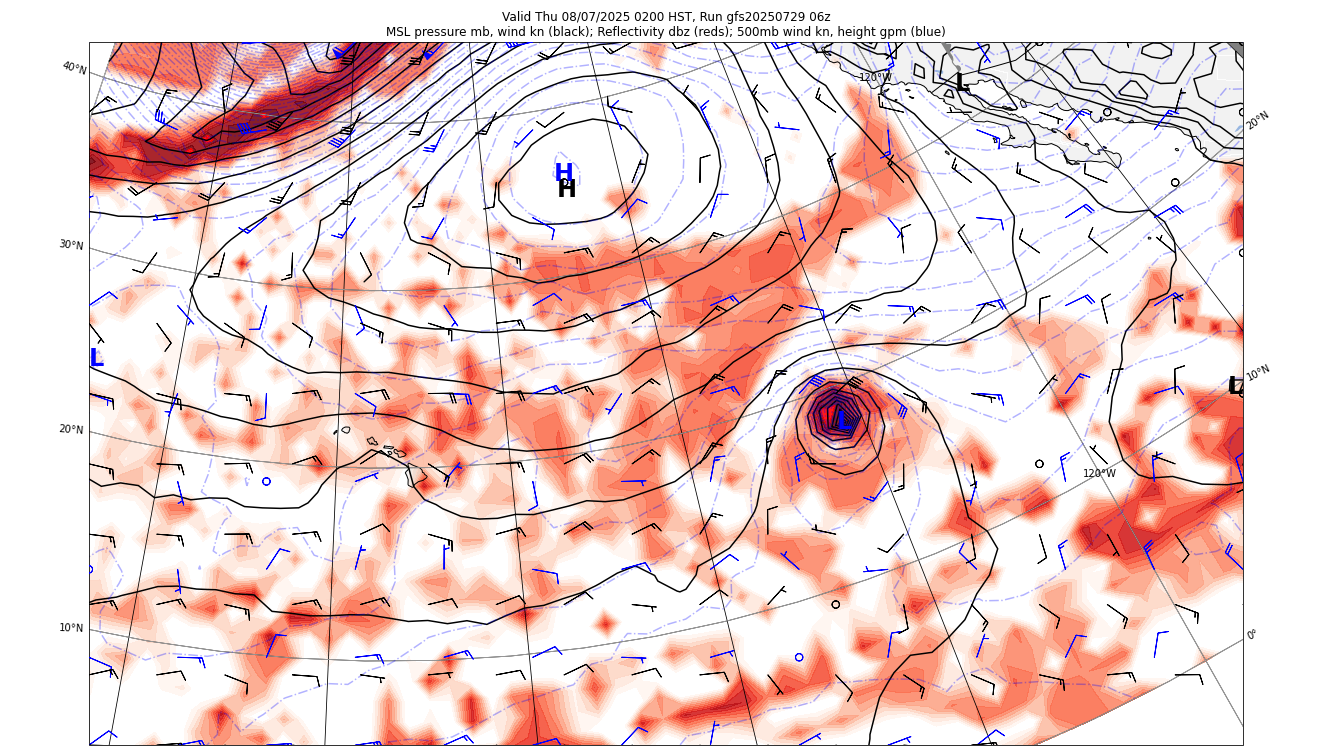 Valid Thu 08/07/2025 0200 HST, Run gfs20250729 06z
MSL pressure mb, wind kn (black); Reflectivity dbz (reds); 500mb wind kn, height gpm (blue)
40°N
120°W
L
20°N
H
H
30°N
L
L
10°N
L
20°N
120°W
10°N
0°